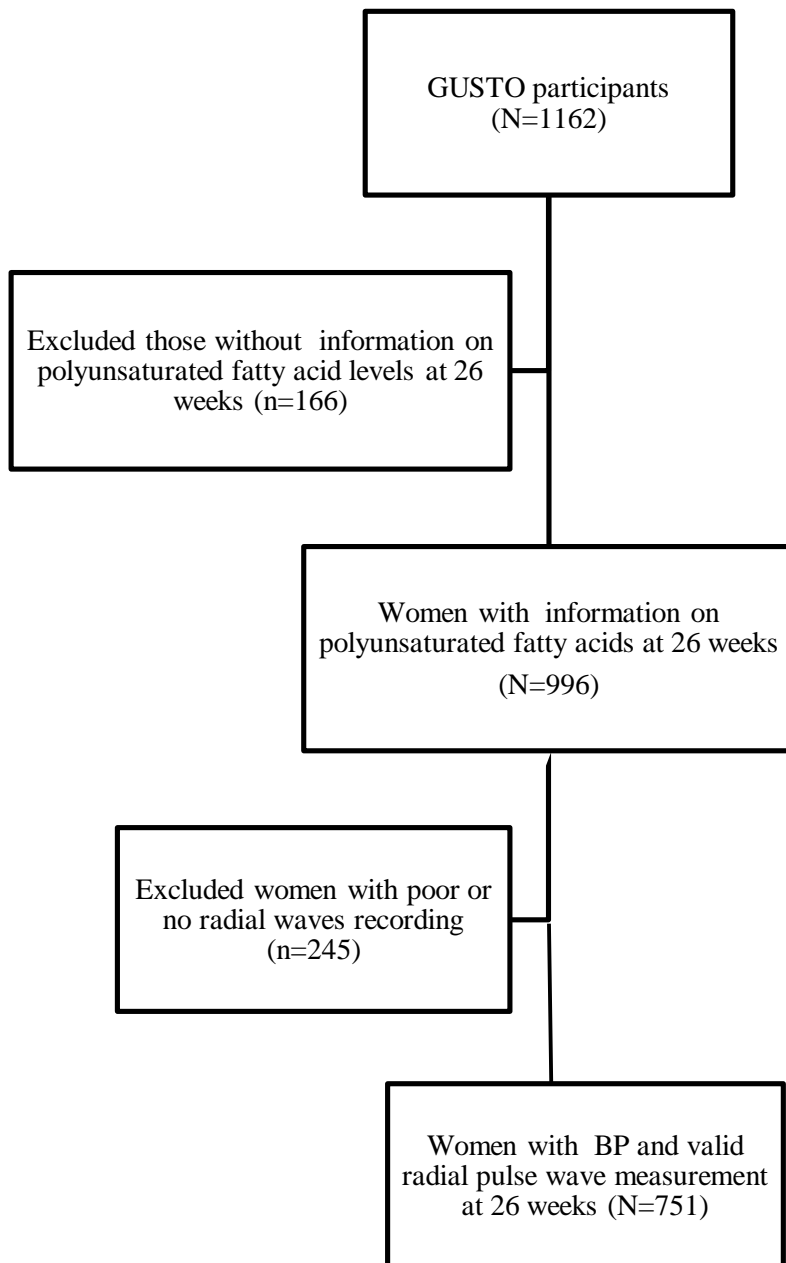 GUSTO participants
(N=1162)
Excluded those without information on
polyunsaturated fatty acid levels at 26
weeks (n=166)
Women with information on
polyunsaturated fatty acids at 26 weeks
(N=996)
Excluded women with poor or
no radial waves recording
(n=245)
Women with BP and valid
radial pulse wave measurement
at 26 weeks (N=751)